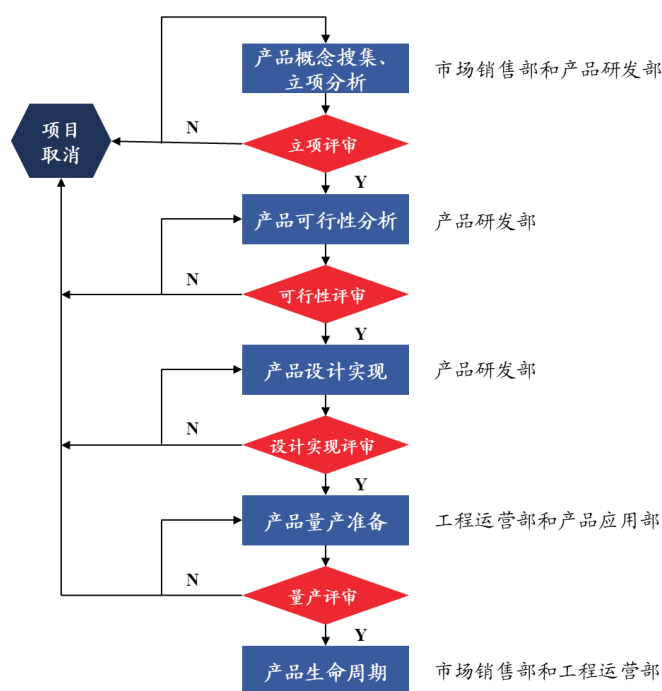 产品概念搜集、
立项分析
市场销售部和产品研发部
项目
取消
N
立项评审
Y
产品可行性分析
产品研发部
N
可行性评审
Y
产品设计实现
产品研发部
N
设计实现评审
Y
产品量产准备
工程运营部和产品应用部
N
量产评审
Y
产品生命周期
市场销售部和工程运营部